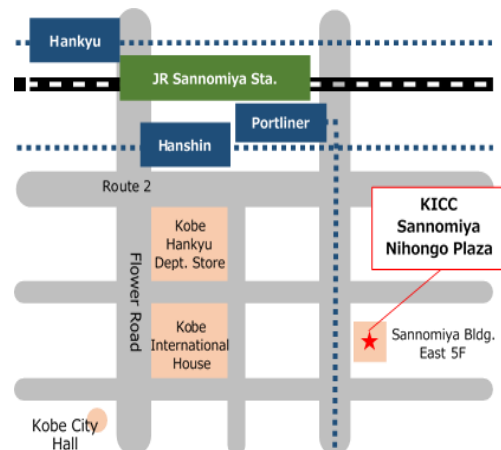 Hankyu
JR Sannomiya Sta.
Portliner
Hanshin
Route 2
KICC
Sannomiya
Nihongo Plaza
Kobe
Hankyu
Dept. Store
Flower Road
Kobe
International
House
Sannomiya Bldg.
East 5F
Kobe City
Hall